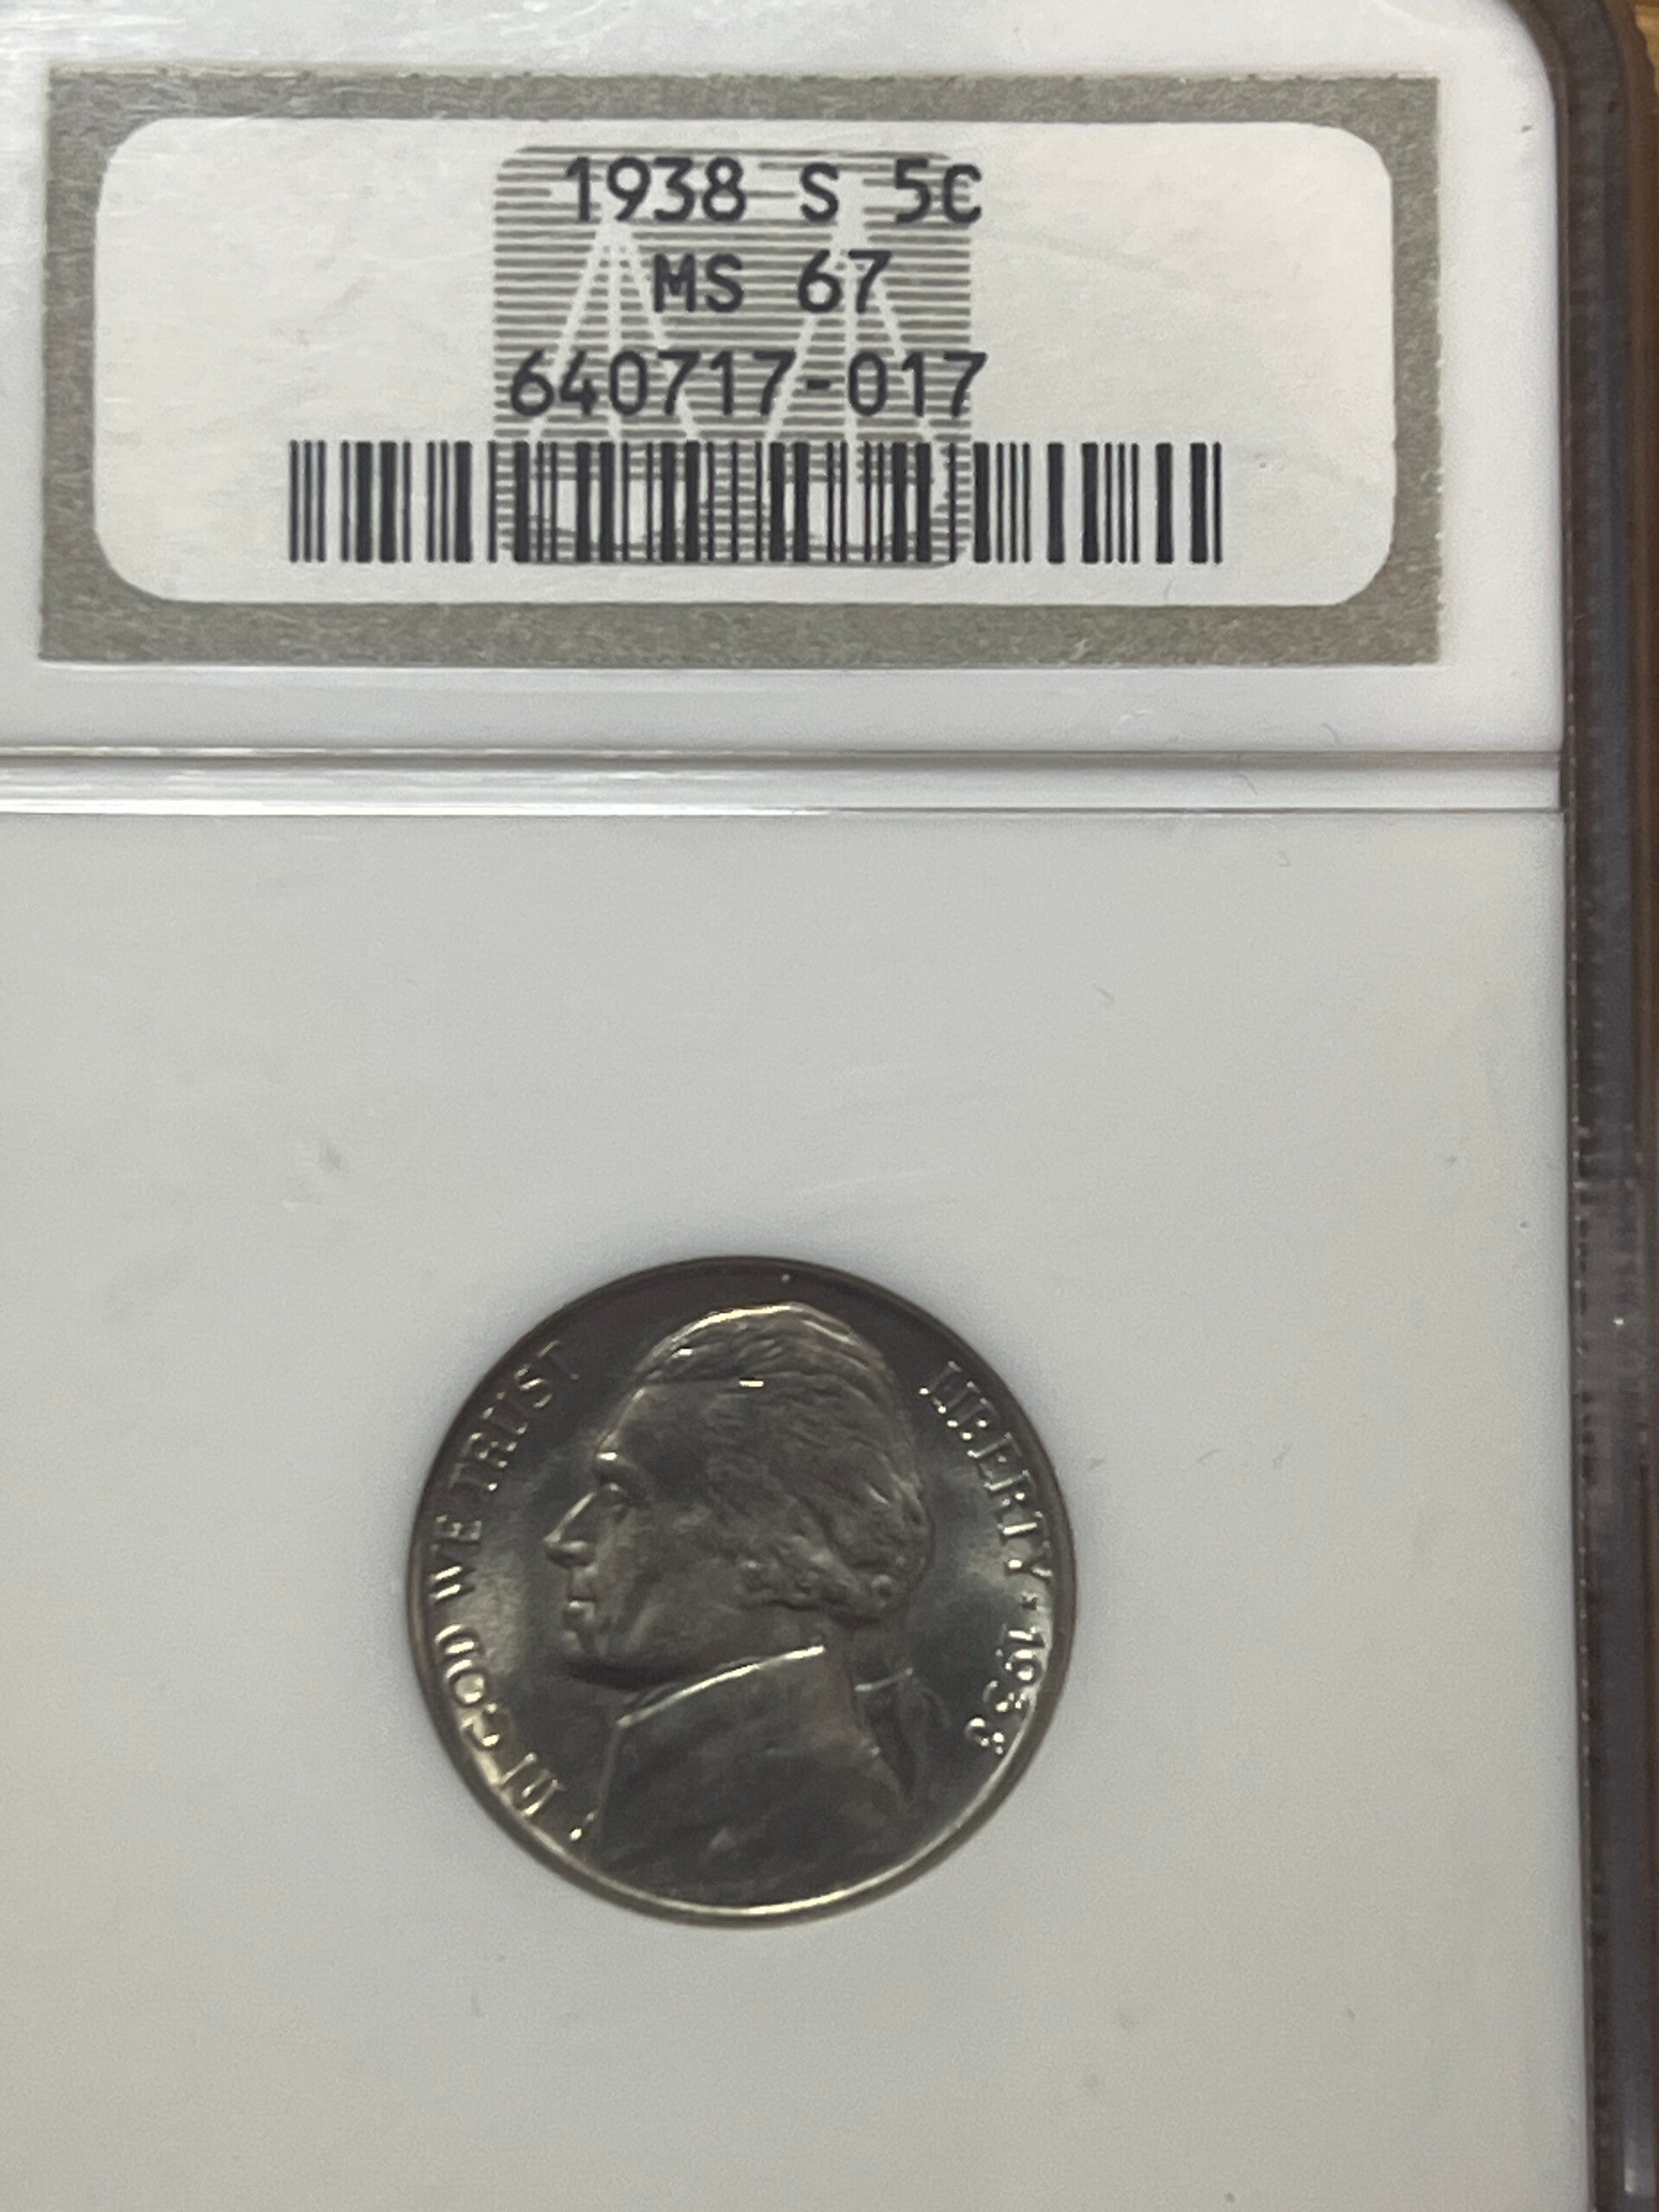 1938 S 5C
MS 67
640717-017
IN GOD WE TRUST
LIBERTY * 1938